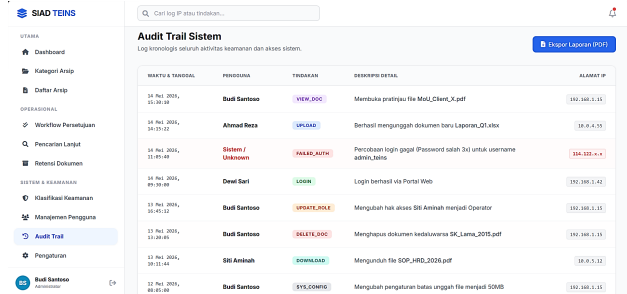 SIAD TEINS
UTAMA
Dashboard
Kategori Arsip
Daftar Arsip
OPERASIONAL
Workflow Persetujuan
Pencarian Lanjut
Retensi Dokumen
SISTEM & KEAMANAN
Klasifikasi Keamanan
Manajemen Pengguna
Audit Trail
Pengaturan
BS
Budi Santoso
Administrator
Cari log IP atau tindakan...
Audit Trail Sistem
Log kronologis seluruh aktivitas keamanan dan akses sistem.
Ekspor Laporan (PDF)
WAKTU & TANGGAL PENGGUNA TINDAKAN DESKRIPSI DETAIL ALAMAT IP
14 Mei 2026,
15:30:10 Budi Santoso VIEW_DOC Membuka pratinjau file MoU_Client_X.pdf 192.168.1.15
14 Mei 2026,
14:15:22 Ahmad Reza UPLOAD Berhasil mengunggah dokumen baru Laporan_Q1.xlsx 10.0.4.55
14 Mei 2026,
11:05:40 Sistem /
Unknown FAILED_AUTH Percobaan login gagal (Password salah 3x) untuk username
admin_teins 114.122.x.x
14 Mei 2026,
09:30:00 Dewi Sari LOGIN Login berhasil via Portal Web 192.168.1.42
13 Mei 2026,
16:45:12 Budi Santoso UPDATE_ROLE Mengubah hak akses Siti Aminah menjadi Operator 192.168.1.15
13 Mei 2026,
13:20:05 Budi Santoso DELETE_DOC Menghapus dokumen kedaluwarsa SK_Lama_2015.pdf 192.168.1.15
13 Mei 2026,
10:11:44 Siti Aminah DOWNLOAD Mengunduh file SOP_HRD_2026.pdf 10.0.5.12
12 Mei 2026,
08:05:00 Budi Santoso SYS_CONFIG Mengubah pengaturan batas unggah file menjadi 50MB 192.168.1.15